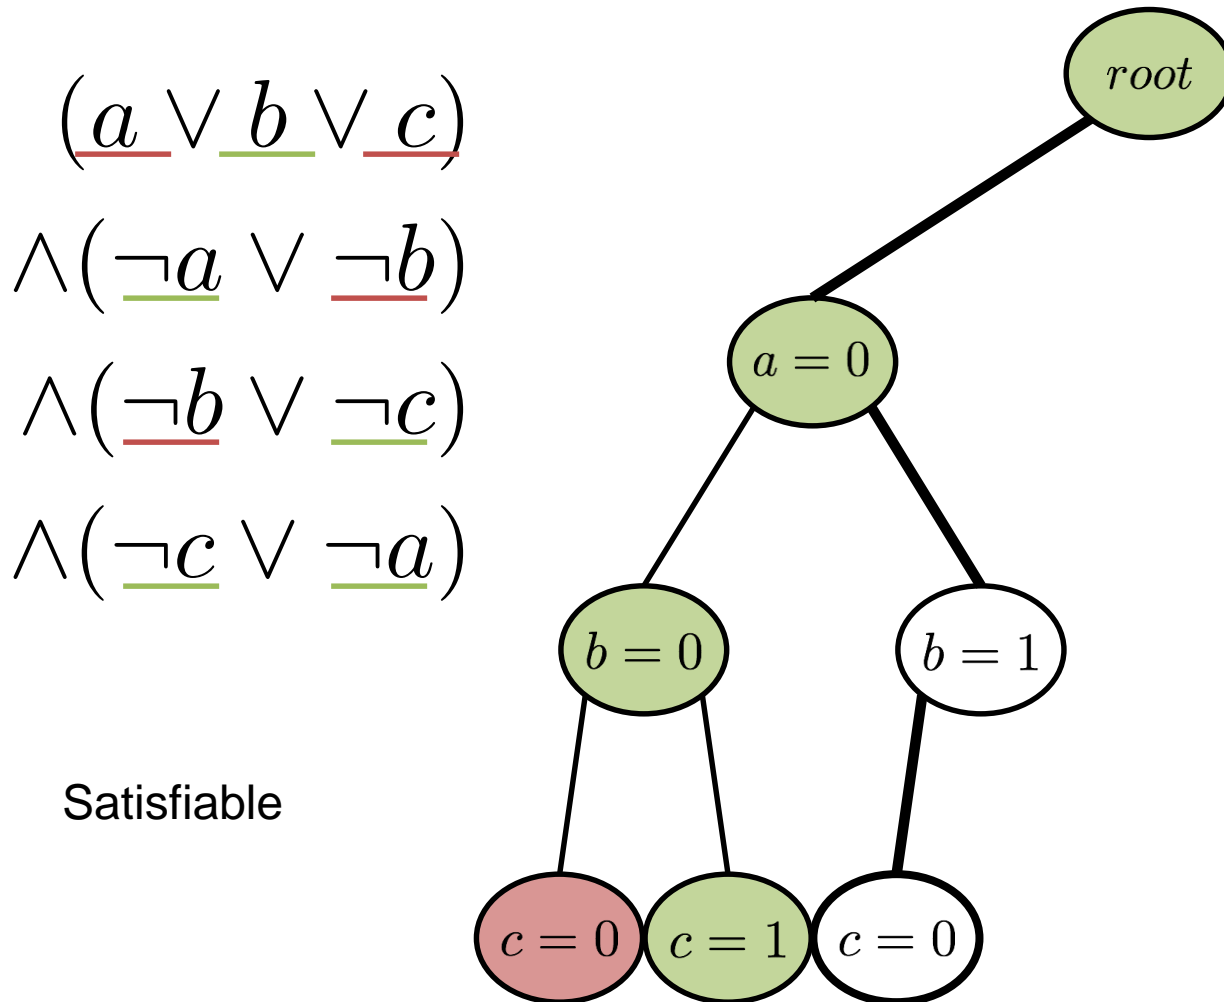 (a ∨ b ∨ c)
∧(¬a ∨ ¬b)
∧(¬b ∨ ¬c)
∧(¬c ∨ ¬a)
Satisfiable
root
a = 0
b = 0
b = 1
c = 0
c = 1
c = 0